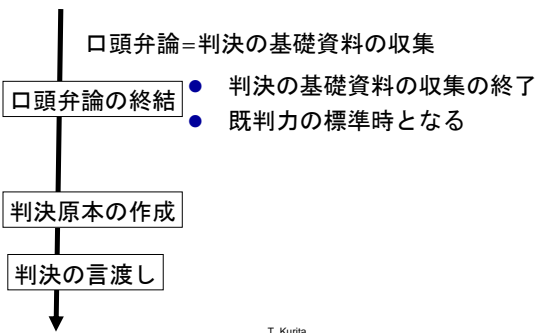 口頭弁論=判決の基礎資料の収集
口頭弁論の終結
● 判決の基礎資料の収集の終了
● 既判力の標準時となる
判決原本の作成
判決の言渡し
T. Kurita